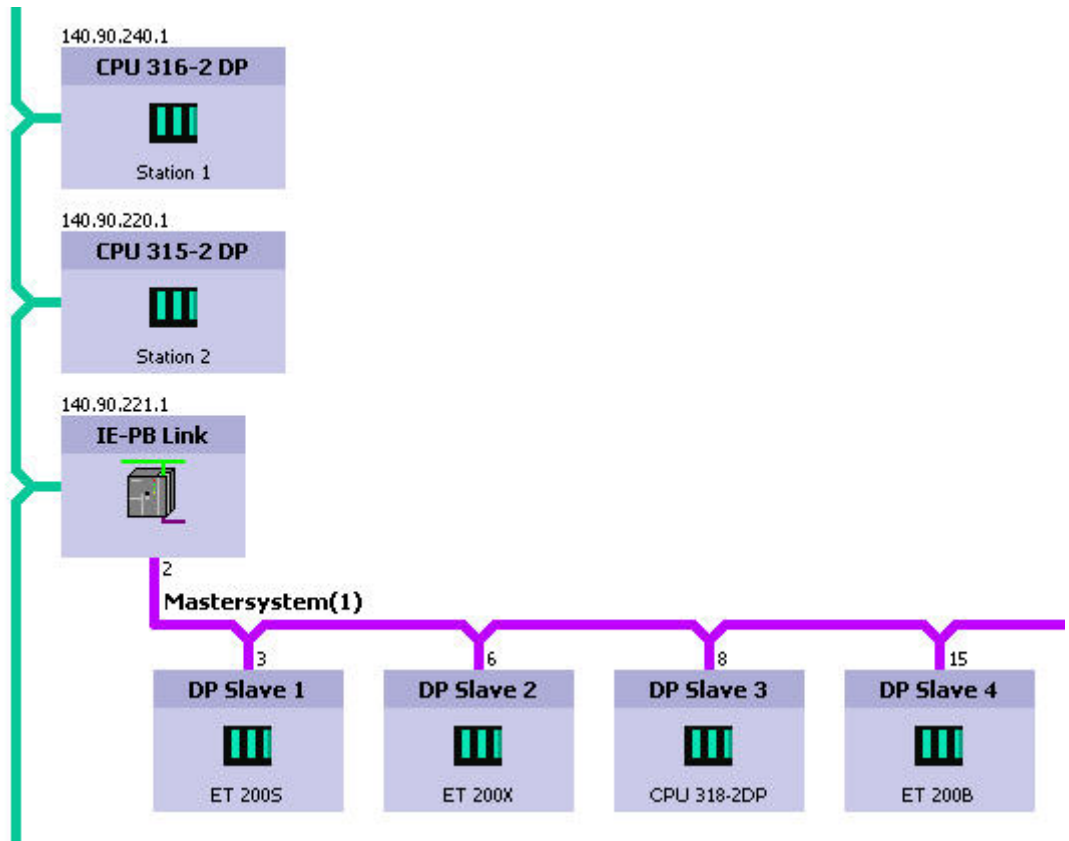 140.90.240.1
CPU 316-2 DP
Station 1
140.90.220.1
CPU 315-2 DP
Station 2
140.90.221.1
IE-PB Link
2
Mastersystem(1)
3 6 8 15
DP Slave 1 DP Slave 2 DP Slave 3 DP Slave 4
ET 200S ET 200X CPU 318-2DP ET 200B